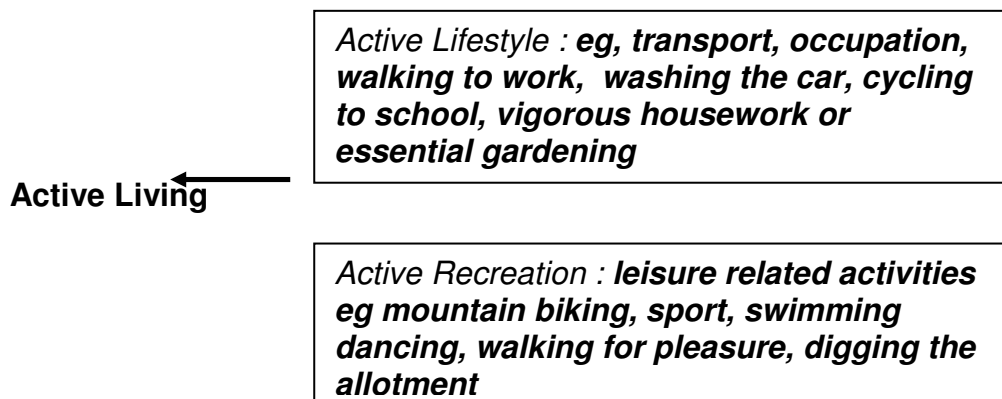 Active Lifestyle : eg, transport, occupation,
walking to work,  washing the car, cycling
to school, vigorous housework or
essential gardening
Active Living
Active Recreation : leisure related activities
eg mountain biking, sport, swimming
dancing, walking for pleasure, digging the
allotment